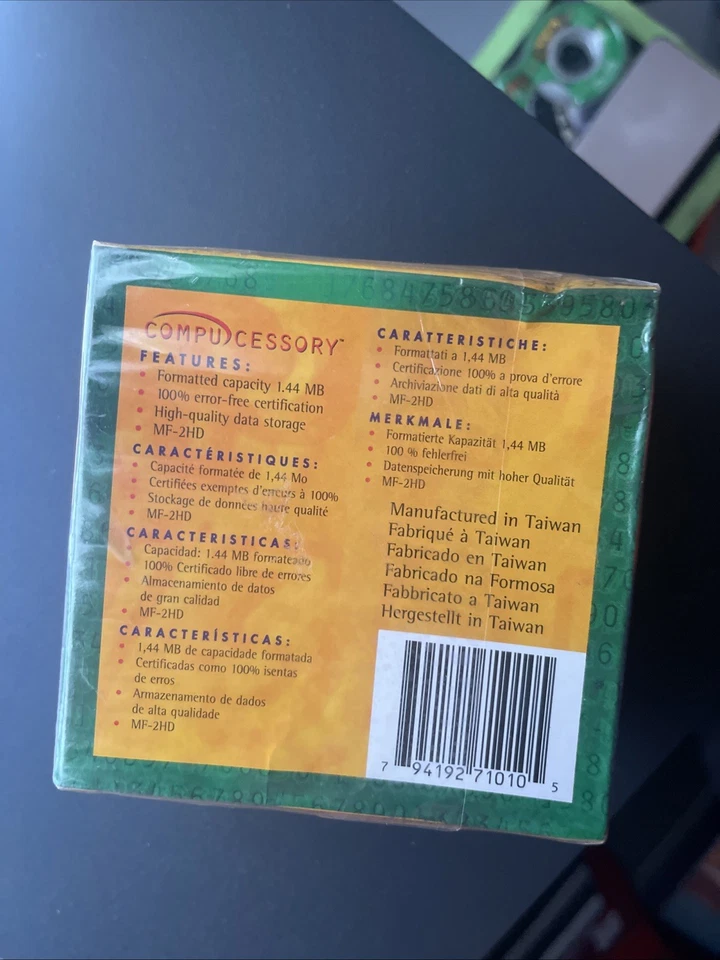 COMPUCESSORY™
FEATURES:
• Formatted capacity 1.44 MB
• 100% error-free certification
• High-quality data storage
• MF-2HD
CARACTÉRISTIQUES:
• Capacité formatée de 1,44 Mo
• Certifiées exemptes d'erreurs à 100%
• Stockage de données haute qualité
• MF-2HD
CARACTERISTICAS:
• Capacidad: 1.44 MB formateado
• 100% Certificado libre de errores
• Almacenamiento de datos
de gran calidad
• MF-2HD
CARACTERÍSTICAS:
• 1,44 MB de capacidade formatada
• Certificadas como 100% isentas
de erros
• Armazenamento de dados
de alta qualidade
• MF-2HD
CARATTERISTICHE:
• Formattati a 1,44 MB
• Certificazione 100% a prova d'errore
• Archiviazione dati di alta qualità
• MF-2HD
MERKMALE:
• Formatierte Kapazität 1,44 MB
• 100 % fehlerfrei
• Datenspeicherung mit hoher Qualität
• MF-2HD
Manufactured in Taiwan
Fabriqué à Taiwan
Fabricado en Taiwan
Fabricado na Formosa
Fabbricato a Taiwan
Hergestellt in Taiwan
7 94192 71010 5